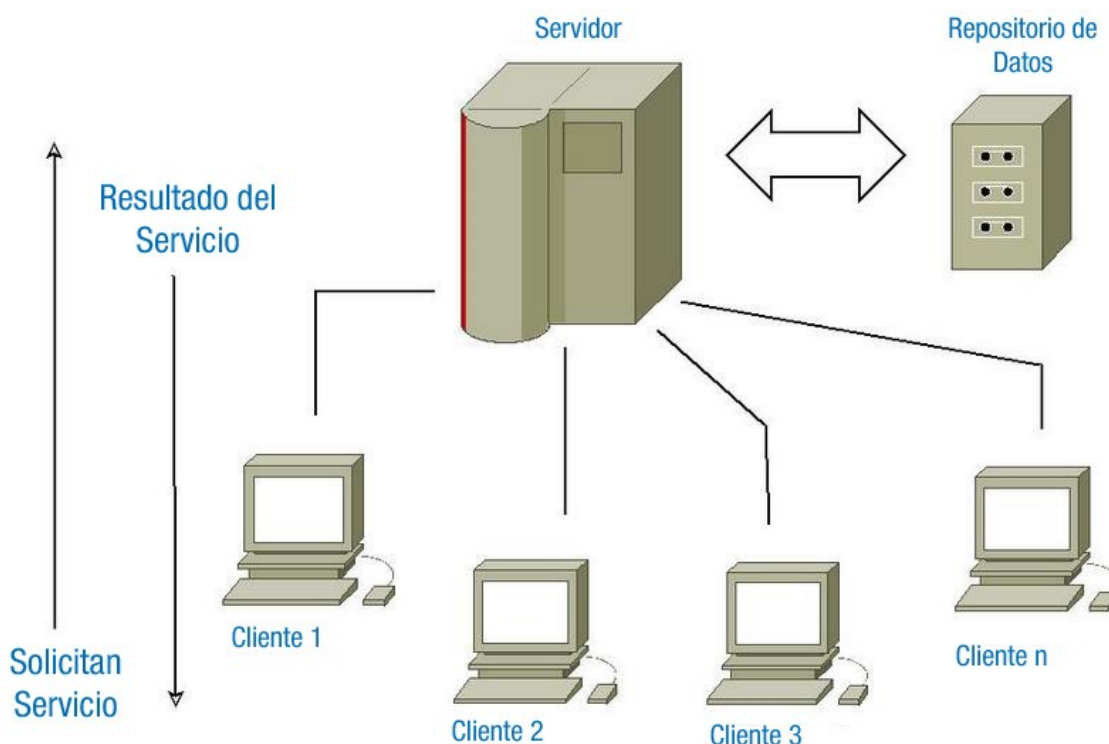 Servidor
Repositorio de
Datos
Resultado del
Servicio
Solicitan
Servicio
Cliente 1
Cliente 2
Cliente 3
Cliente n